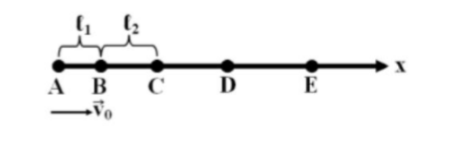 ℓ₁ ℓ₂
A B C D E x
v⃗₀